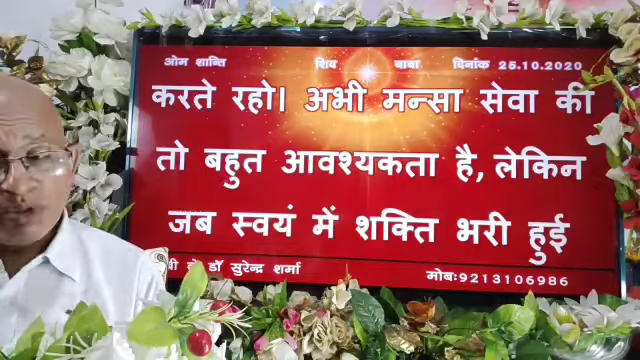 ओम शान्ति शिव बाबा दिनांक 25.10.2020
करते रहो। अभी मन्सा सेवा की
तो बहुत आवश्यकता है, लेकिन
जब स्वयं में शक्ति भरी हुई
डॉ सुरेन्द्र शर्मा मोबः9213106986